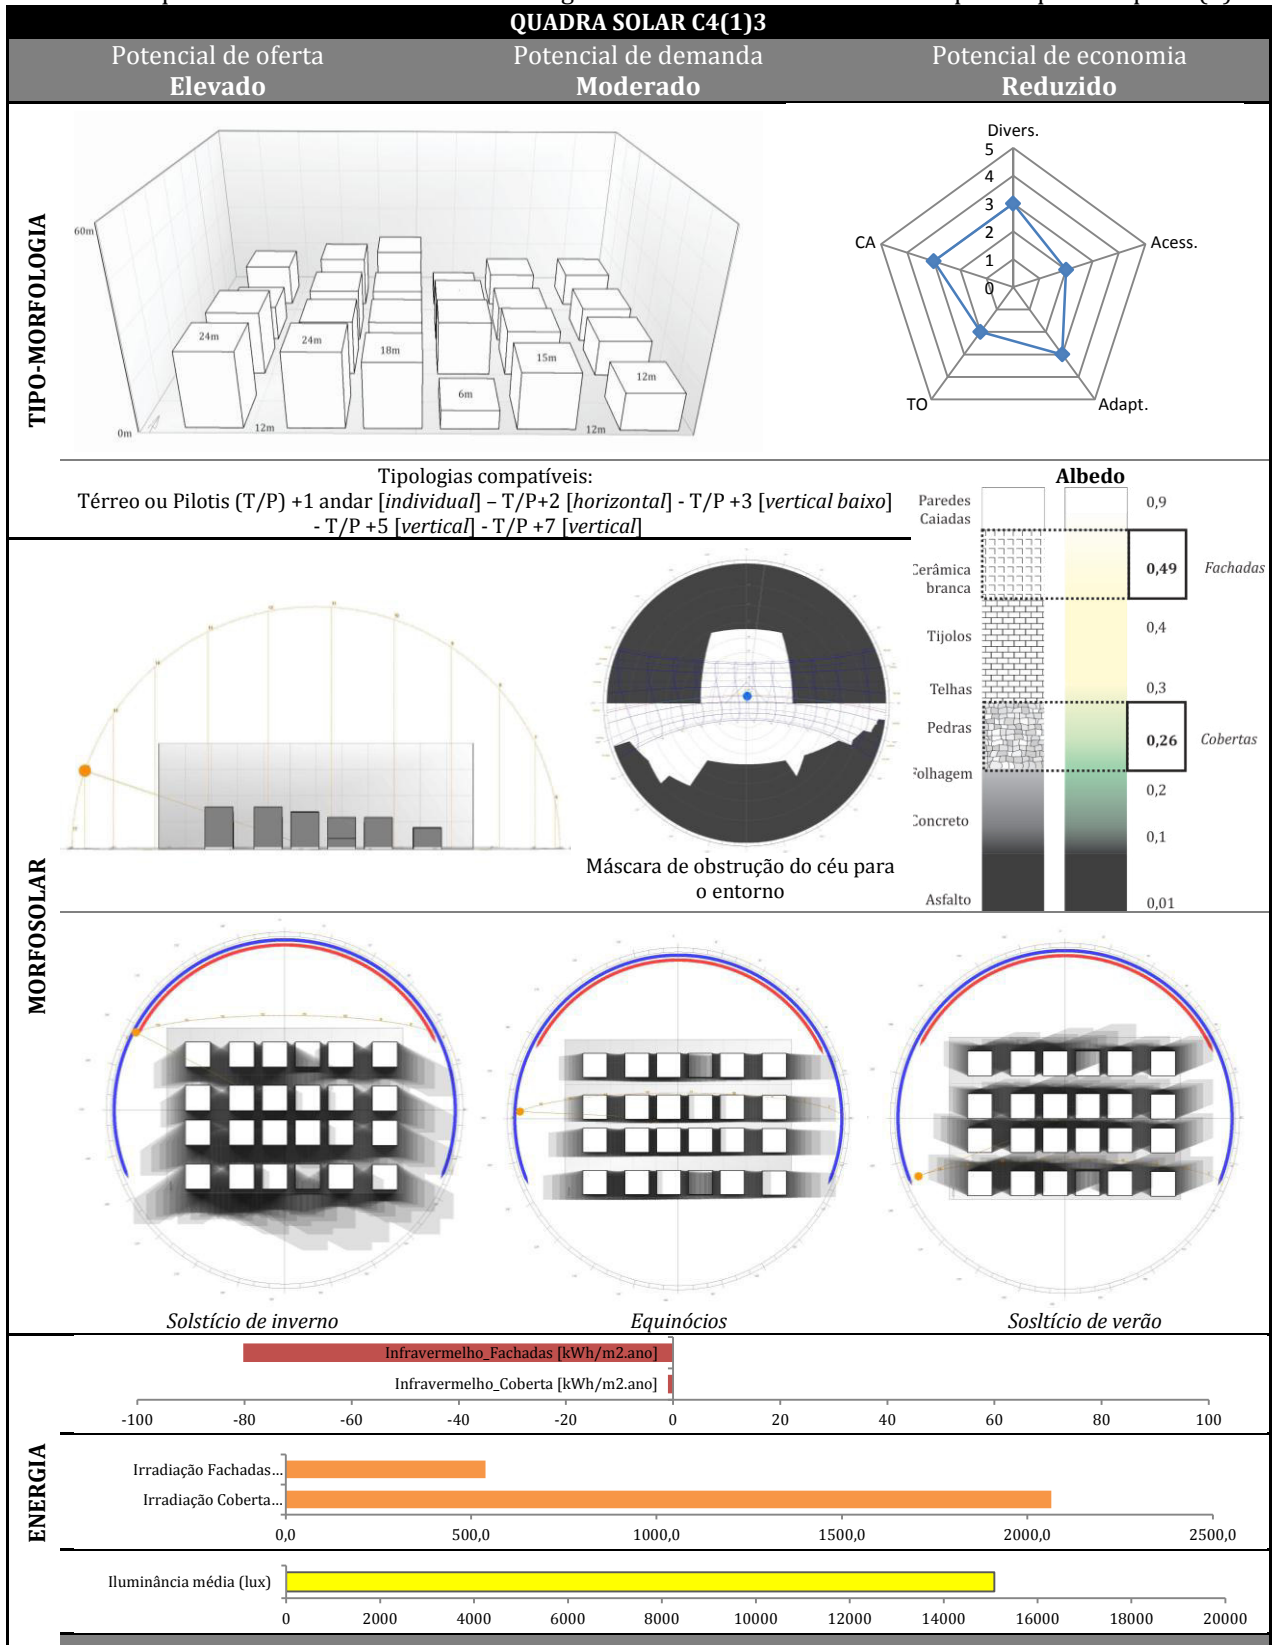 QUADRA SOLAR C4(1)3
Potencial de oferta
Elevado
Potencial de demanda
Moderado
Potencial de economia
Reduzido
TIPO-MORFOLOGIA
60m
24m
24m
18m
6m
15m
12m
0m
12m
12m
Divers.
5
4
3
2
1
0
CA
Acess.
TO
Adapt.
Tipologias compatíveis:
Térreo ou Pilotis (T/P) +1 andar [individual] – T/P+2 [horizontal] - T/P +3 [vertical baixo]
- T/P +5 [vertical] - T/P +7 [vertical]
Albedo
Paredes
Caiadas
0,9
Cerâmica
branca
0,49
Fachadas
Tijolos
0,4
Telhas
0,3
Pedras
0,26
Cobertas
Folhagem
0,2
Concreto
0,1
Asfalto
0,01
MORFOSOLAR
Máscara de obstrução do céu para
o entorno
Solstício de inverno
Equinócios
Sosltício de verão
ENERGIA
Infravermelho_Fachadas [kWh/m2.ano]
Infravermelho_Coberta [kWh/m2.ano]
-100 -80 -60 -40 -20 0 20 40 60 80 100
Irradiação Fachadas...
Irradiação Coberta...
0,0 500,0 1000,0 1500,0 2000,0 2500,0
Iluminância média (lux)
0 2000 4000 6000 8000 10000 12000 14000 16000 18000 20000